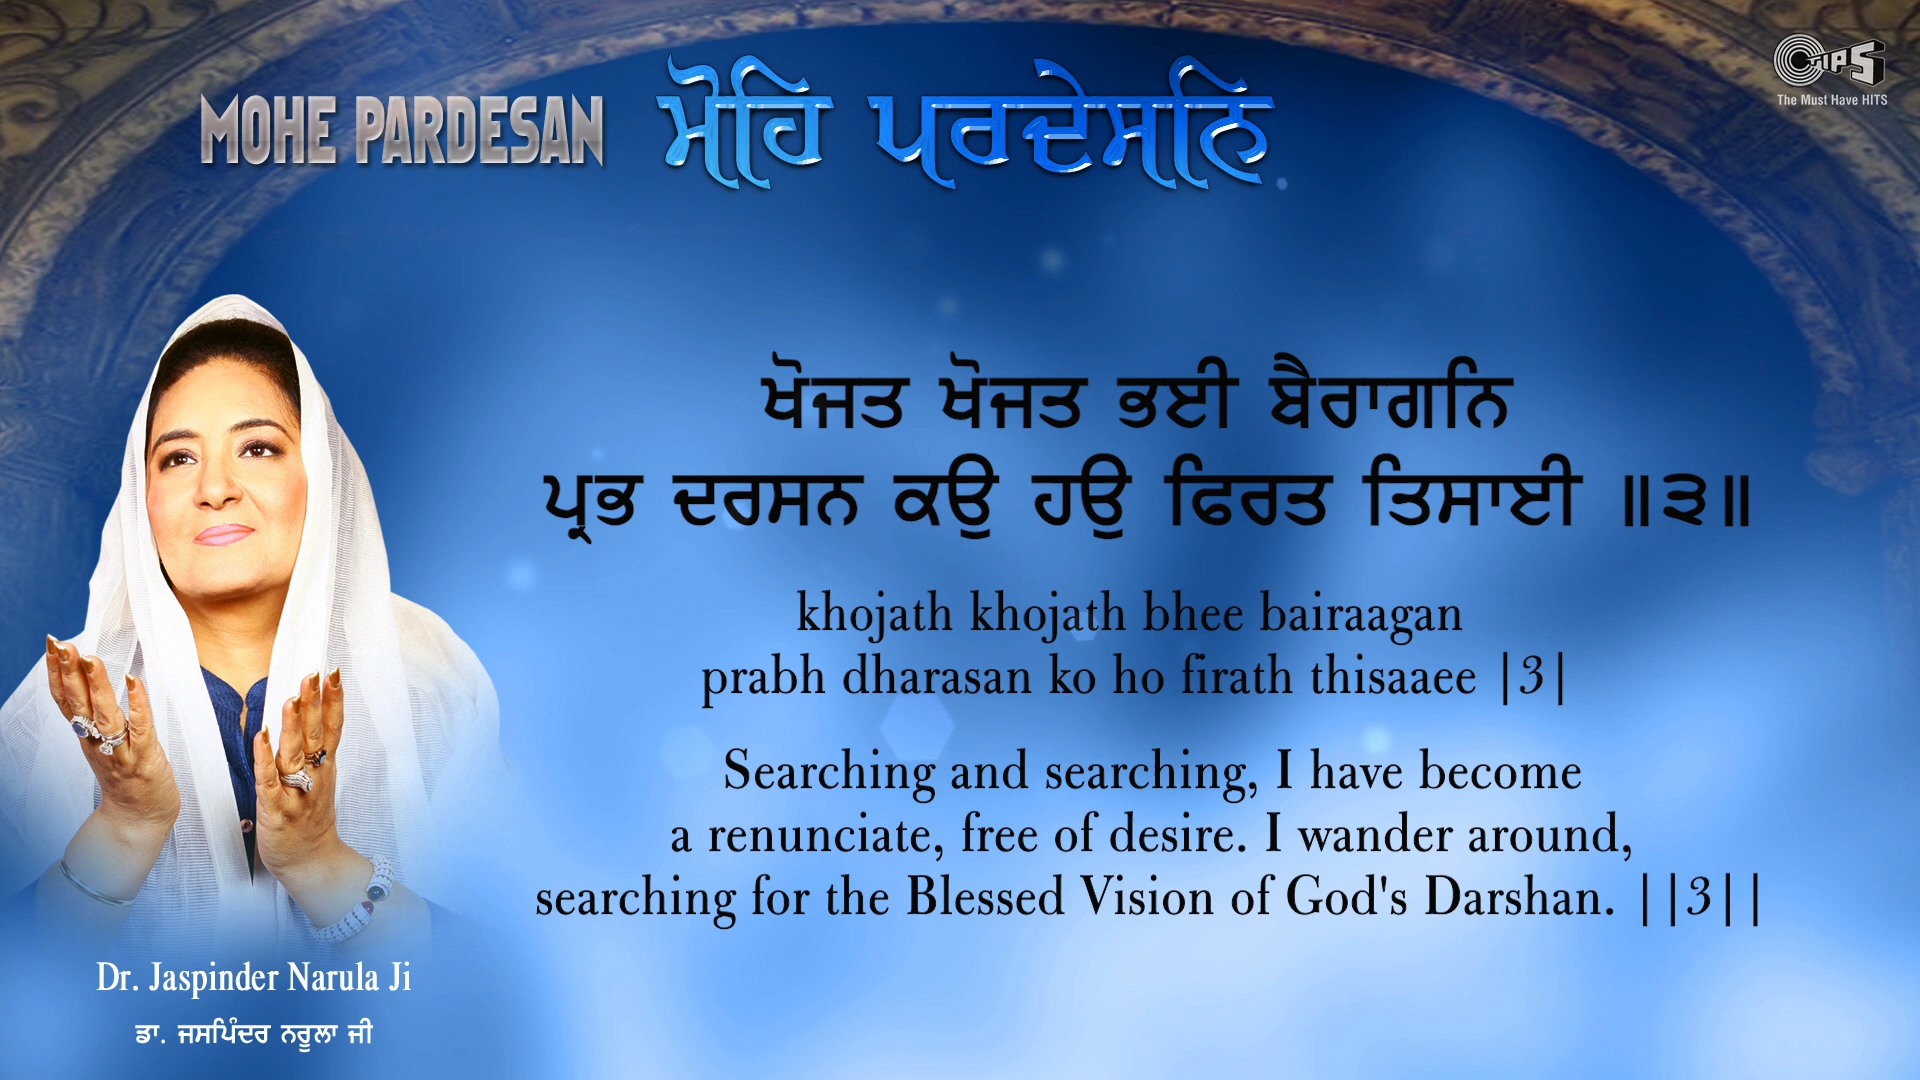 MOHE PARDESAN ਮੋਹਿ ਪਰਦੇਸਨਿ
TIPS
The Must Have HITS
ਖੋਜਤ ਖੋਜਤ ਭਈ ਬੈਰਾਗਨਿ
ਪ੍ਰਭ ਦਰਸਨ ਕਉ ਹਉ ਫਿਰਤ ਤਿਸਾਈ ॥੩॥
khojath khojath bhee bairaagan
prabh dharasan ko ho firath thisaaee |3|
Searching and searching, I have become
a renunciate, free of desire. I wander around,
searching for the Blessed Vision of God's Darshan. ||3||
Dr. Jaspinder Narula Ji
ਡਾ. ਜਸਪਿੰਦਰ ਨਰੂਲਾ ਜੀ